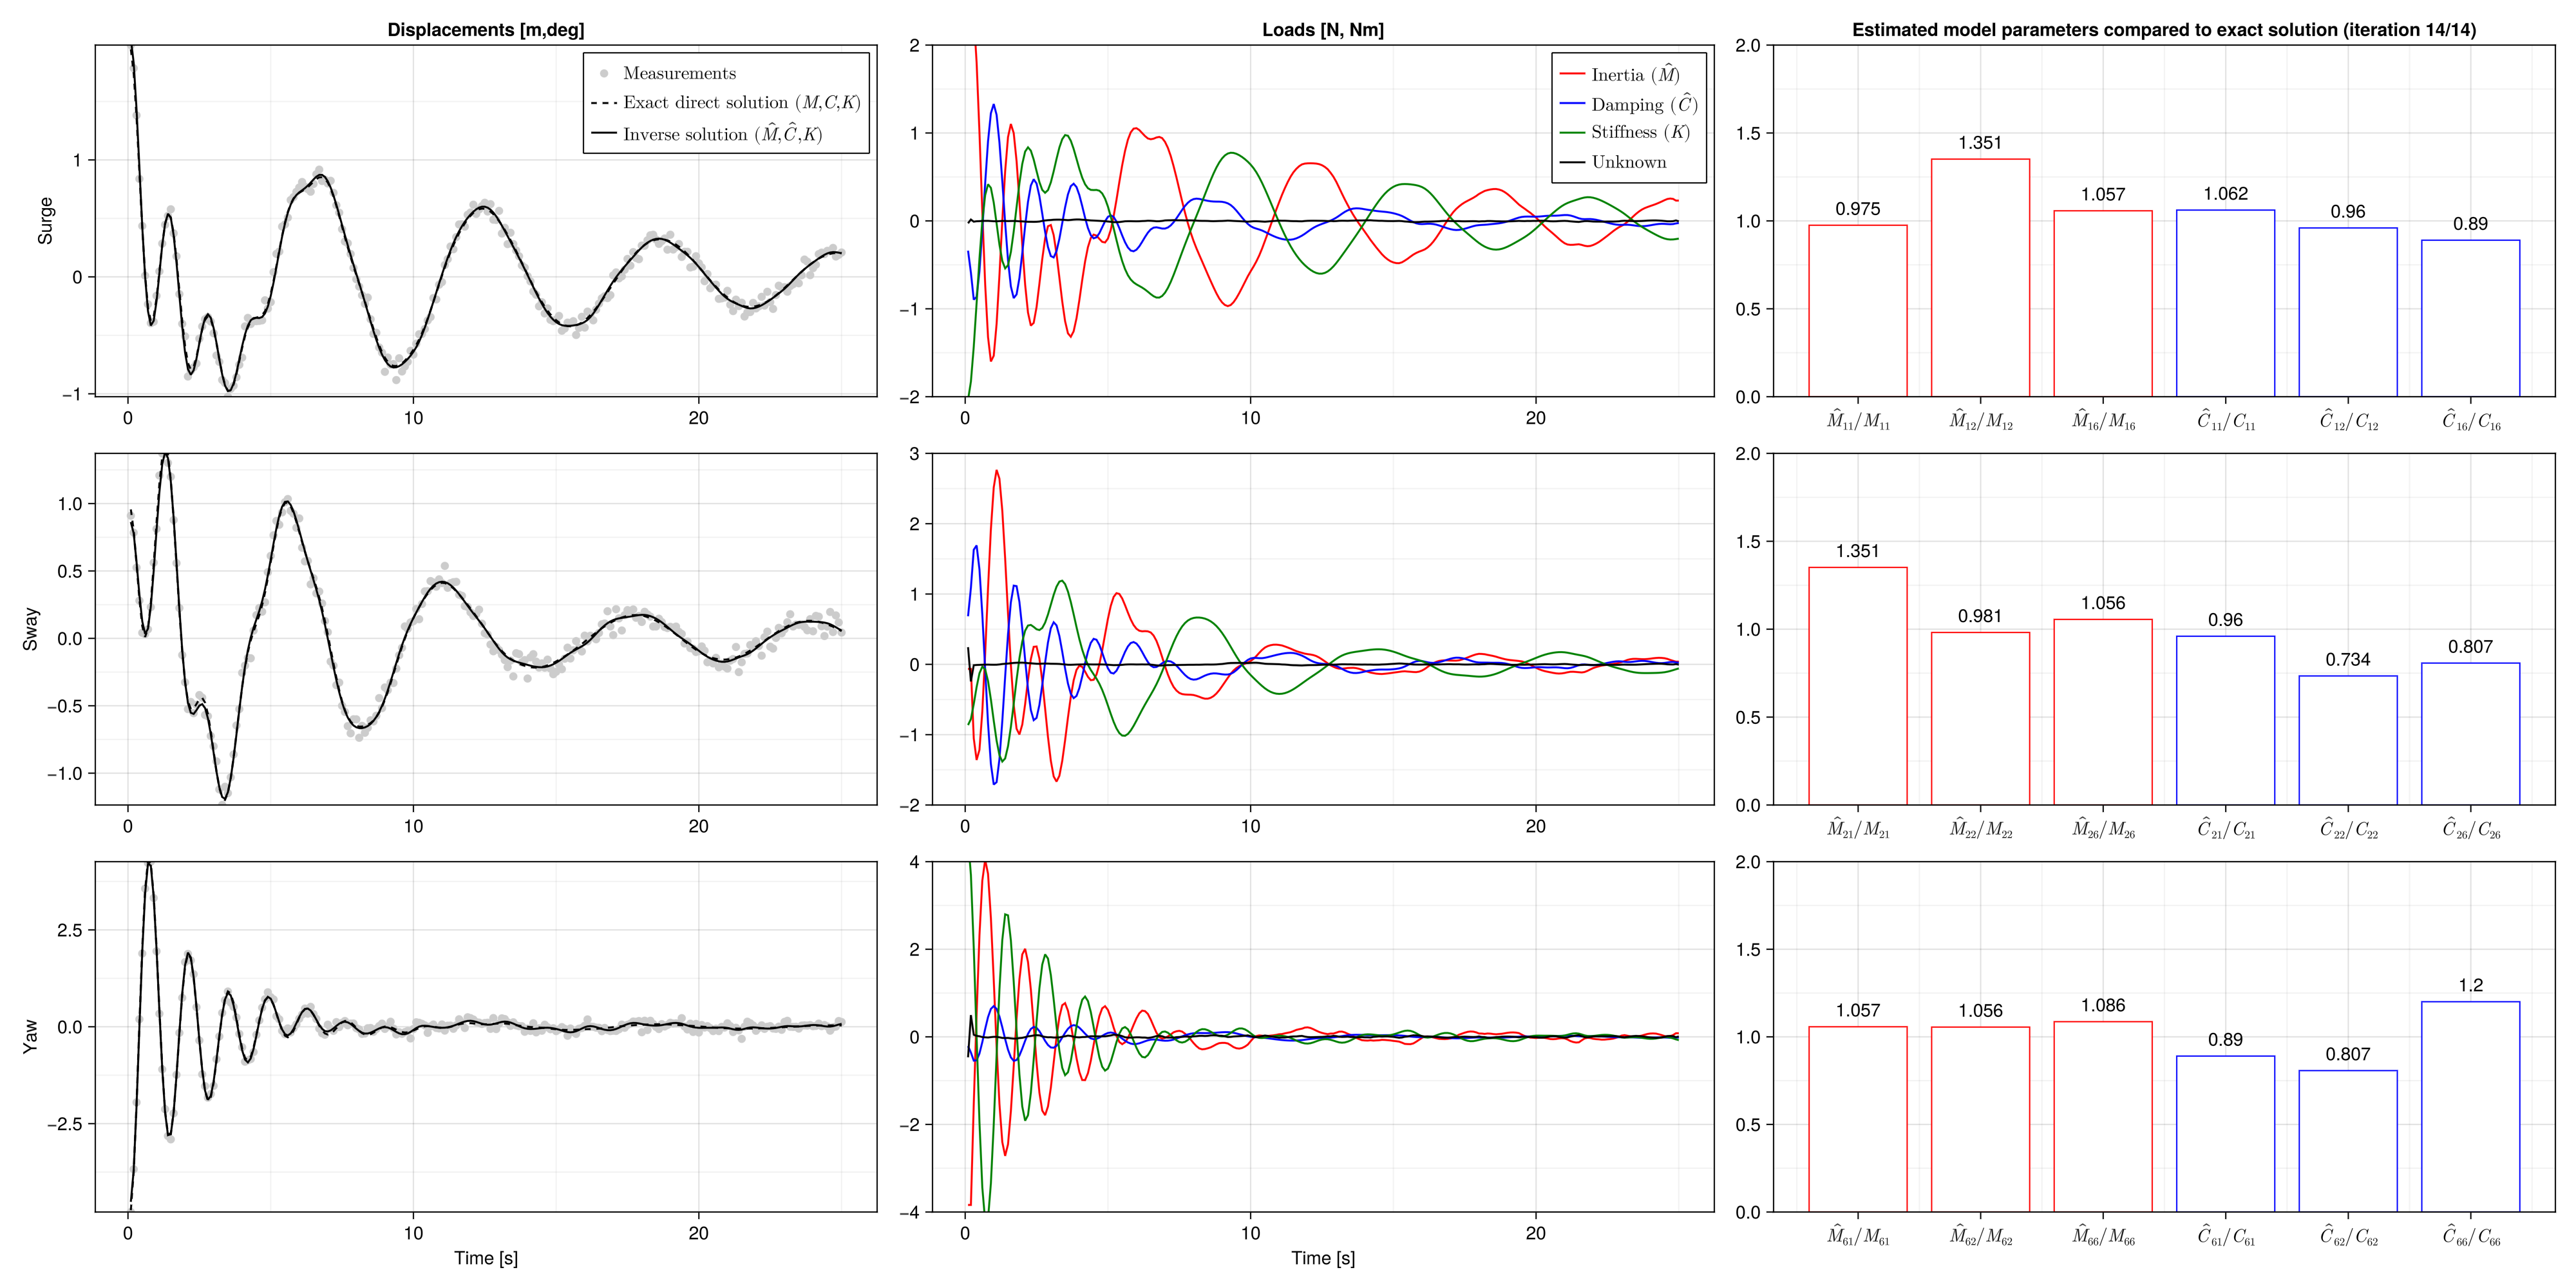 Displacements [m,deg]
Loads [N, Nm]
Estimated model parameters compared to exact solution (iteration 14/14)
Surge
1
0
−1
0
10
20
Measurements
Exact direct solution (M,C,K)
Inverse solution (M̂,Ĉ,K)
2
1
0
−1
−2
0
10
20
Inertia (M̂)
Damping (Ĉ)
Stiffness (K)
Unknown
2.0
1.5
1.0
0.5
0.0
0.975
1.351
1.057
1.062
0.96
0.89
M̂₁₁/M₁₁
M̂₁₂/M₁₂
M̂₁₆/M₁₆
Ĉ₁₁/C₁₁
Ĉ₁₂/C₁₂
Ĉ₁₆/C₁₆
Sway
1.0
0.5
0.0
−0.5
−1.0
0
10
20
3
2
1
0
−1
−2
0
10
20
2.0
1.5
1.0
0.5
0.0
1.351
0.981
1.056
0.96
0.734
0.807
M̂₂₁/M₂₁
M̂₂₂/M₂₂
M̂₂₆/M₂₆
Ĉ₂₁/C₂₁
Ĉ₂₂/C₂₂
Ĉ₂₆/C₂₆
Yaw
2.5
0.0
−2.5
0
10
20
Time [s]
4
2
0
−2
−4
0
10
20
Time [s]
2.0
1.5
1.0
0.5
0.0
1.057
1.056
1.086
0.89
0.807
1.2
M̂₆₁/M₆₁
M̂₆₂/M₆₂
M̂₆₆/M₆₆
Ĉ₆₁/C₆₁
Ĉ₆₂/C₆₂
Ĉ₆₆/C₆₆